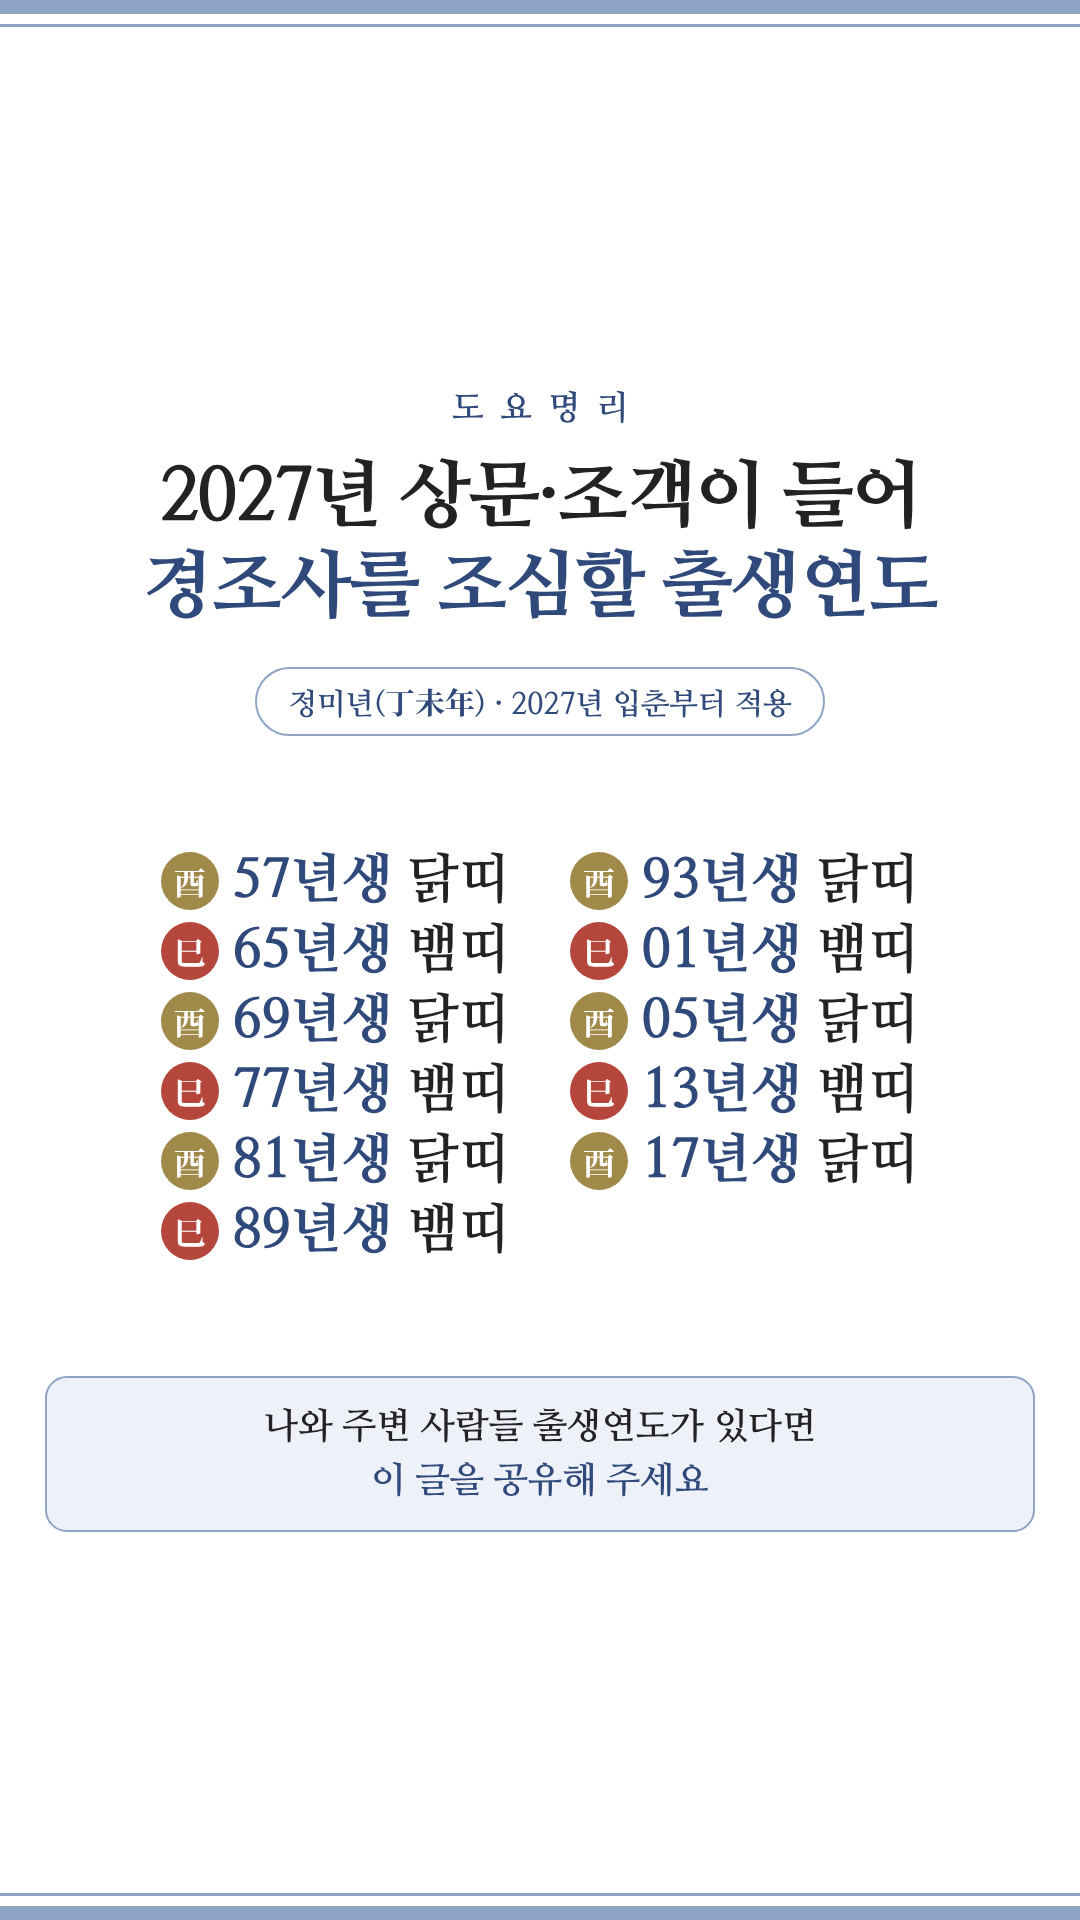 도요명리
2027년 상문·조객이 들어
경조사를 조심할 출생연도
정미년(丁未年) · 2027년 입춘부터 적용
酉 57년생 닭띠
巳 65년생 뱀띠
酉 69년생 닭띠
巳 77년생 뱀띠
酉 81년생 닭띠
巳 89년생 뱀띠
酉 93년생 닭띠
巳 01년생 뱀띠
酉 05년생 닭띠
巳 13년생 뱀띠
酉 17년생 닭띠
나와 주변 사람들 출생연도가 있다면
이 글을 공유해 주세요